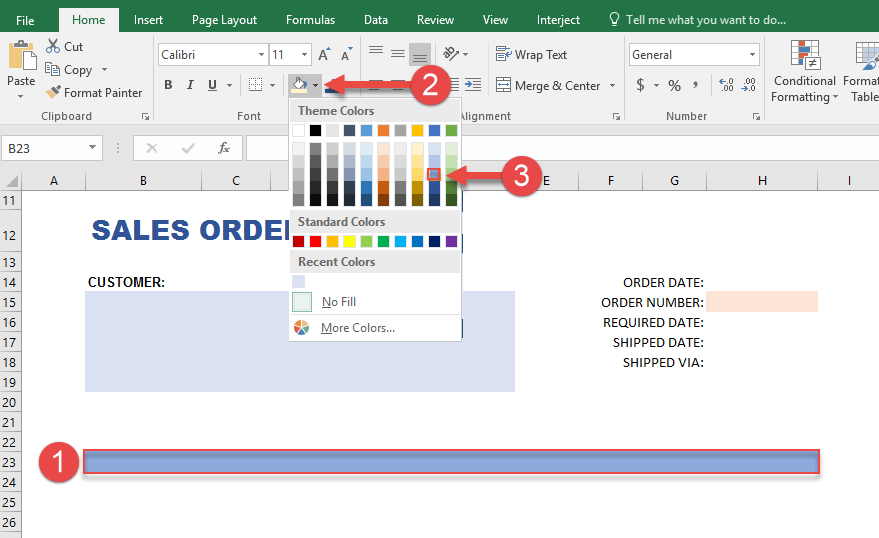 File Home Insert Page Layout Formulas Data Review View Interject Tell me what you want to do...
Cut
Copy
Format Painter
Paste
Clipboard
Calibri 11
B I U
Font
Wrap Text
Merge & Center
Alignment
General
$ % ,
Number
Conditional
Formatting
Forma
Table
2
Theme Colors
3
Standard Colors
Recent Colors
No Fill
More Colors...
B23 fx
A B C E F G H I
11
12 SALES ORDE
13
14 CUSTOMER: ORDER DATE:
15 ORDER NUMBER:
16 REQUIRED DATE:
17 SHIPPED DATE:
18 SHIPPED VIA:
19
20
21
22
1 23
24
25
26